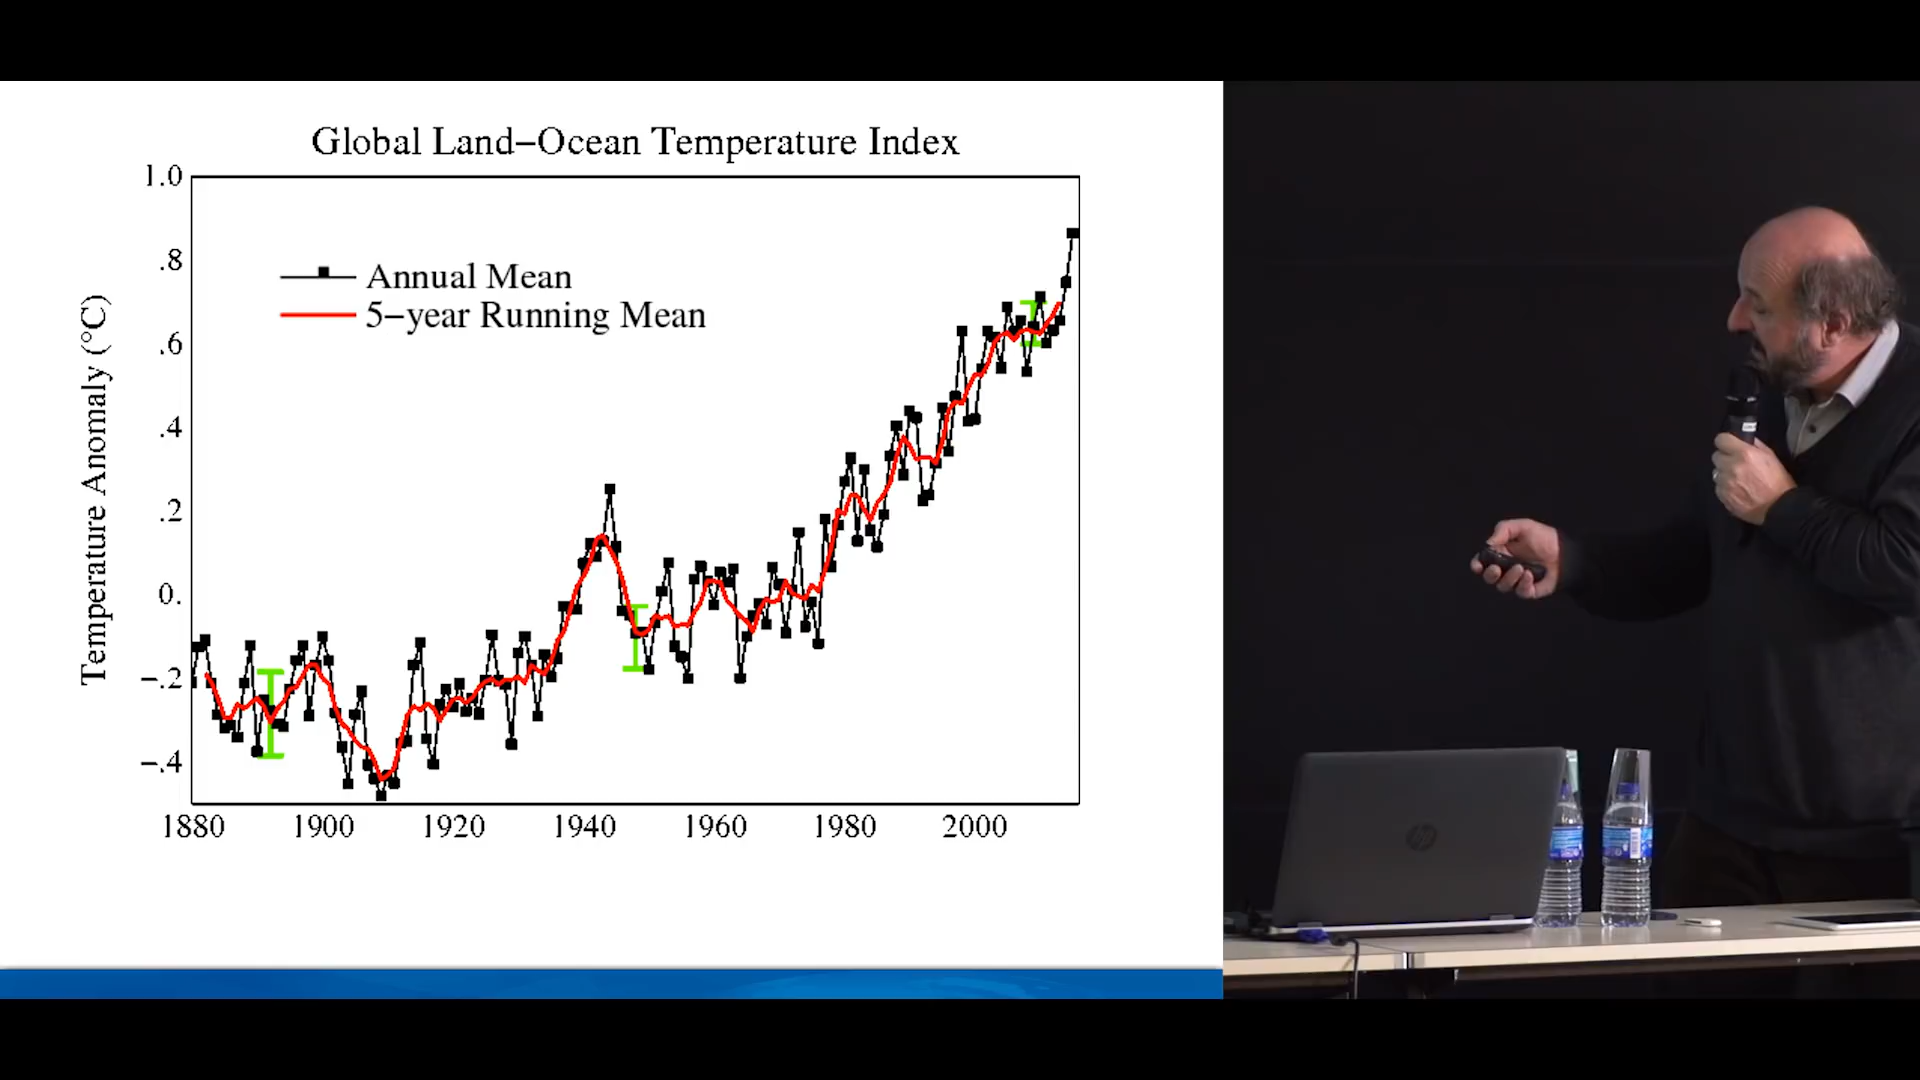 Global Land–Ocean Temperature Index
1.0
.8
.6
.4
.2
0.
–.2
–.4
Temperature Anomaly (°C)
Annual Mean
5–year Running Mean
1880 1900 1920 1940 1960 1980 2000
hp